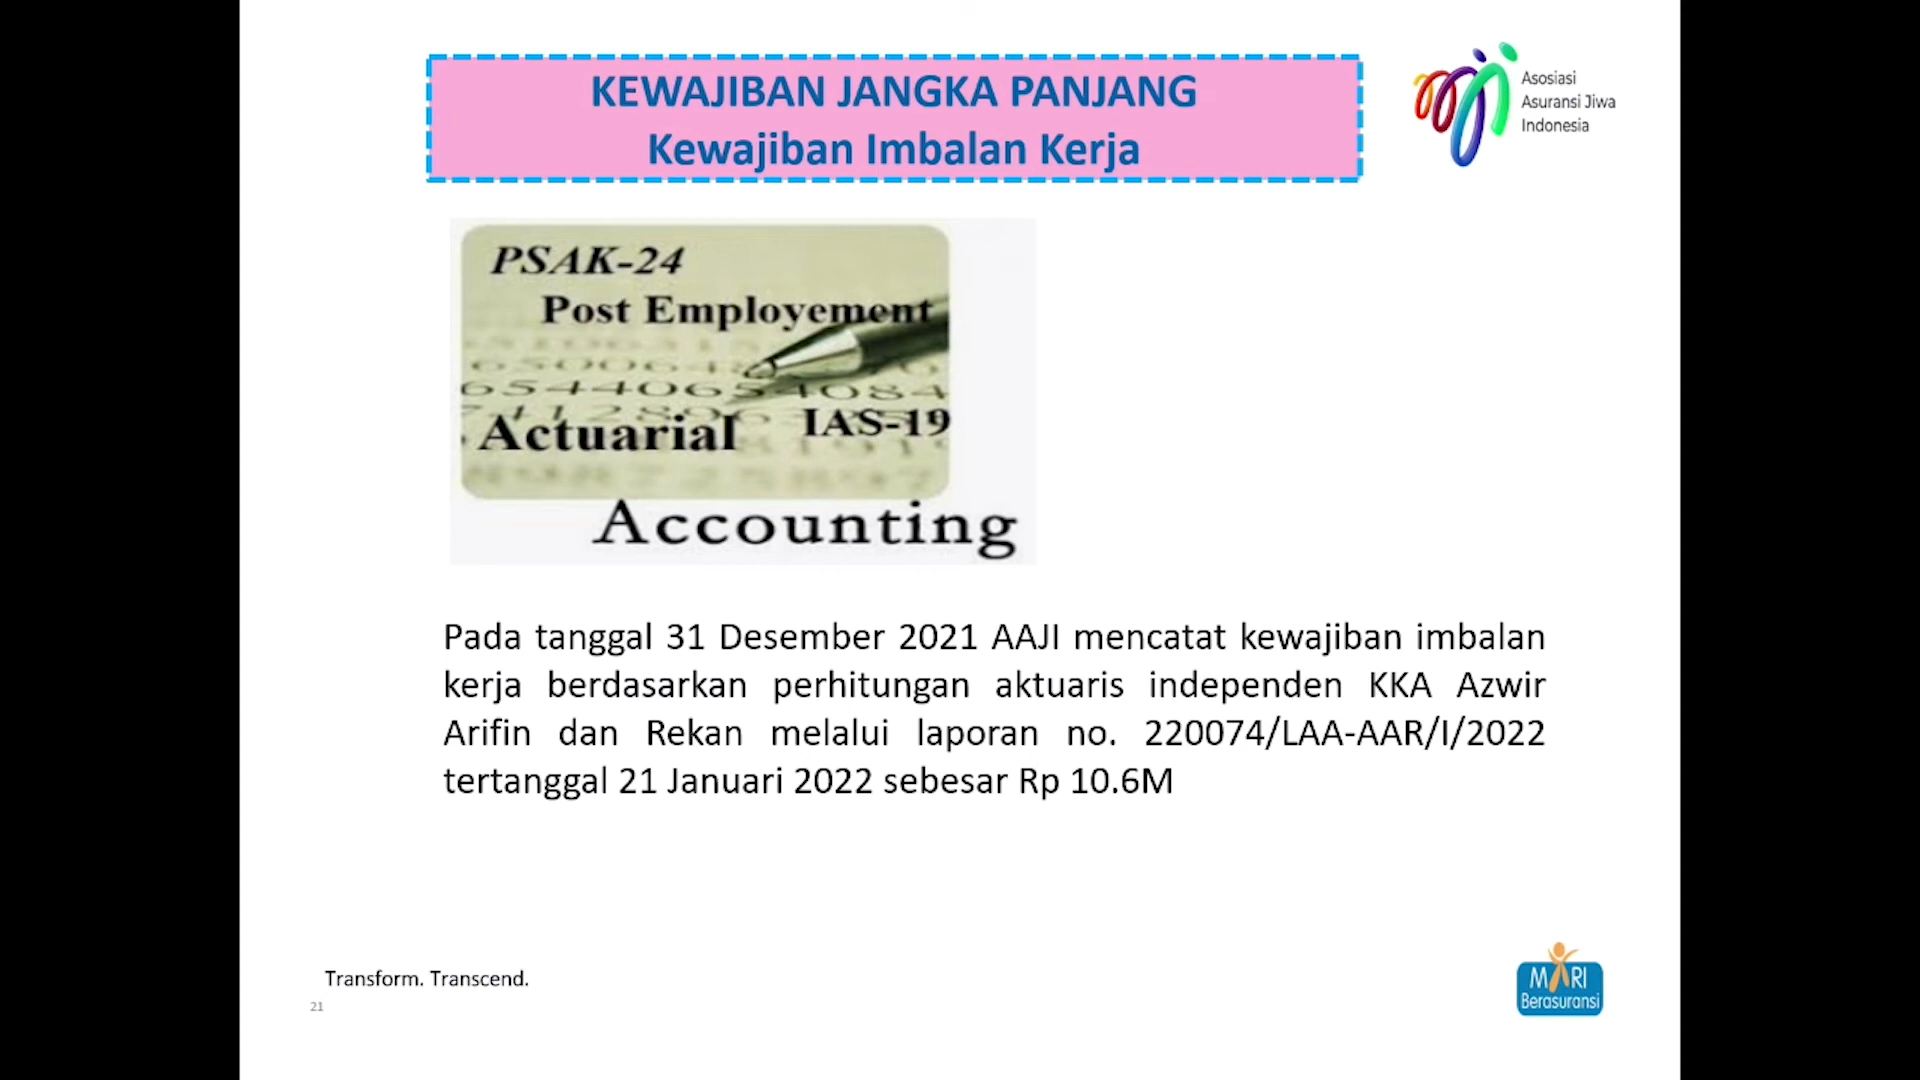 KEWAJIBAN JANGKA PANJANG
Kewajiban Imbalan Kerja
Asosiasi
Asuransi Jiwa
Indonesia
PSAK-24
Post Employement
Actuarial
IAS-19
Accounting
Pada tanggal 31 Desember 2021 AAJI mencatat kewajiban imbalan
kerja berdasarkan perhitungan aktuaris independen KKA Azwir
Arifin dan Rekan melalui laporan no. 220074/LAA-AAR/I/2022
tertanggal 21 Januari 2022 sebesar Rp 10.6M
Transform. Transcend.
21
MARI
Berasuransi